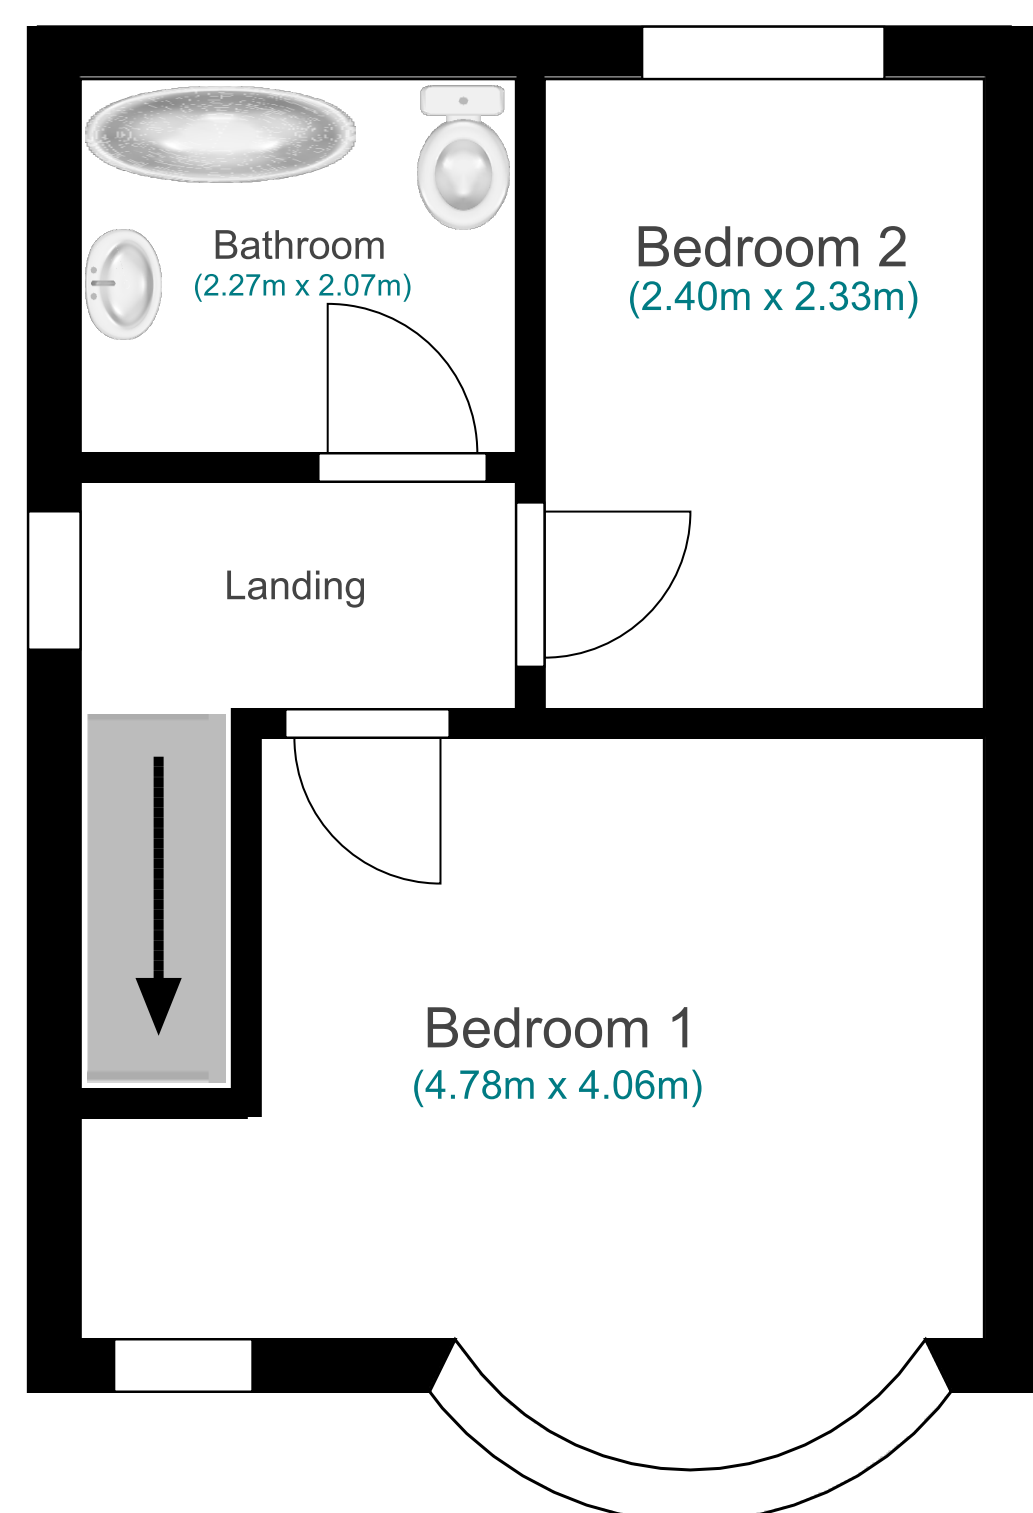 Bathroom
(2.27m x 2.07m)
Bedroom 2
(2.40m x 2.33m)
Landing
Bedroom 1
(4.78m x 4.06m)